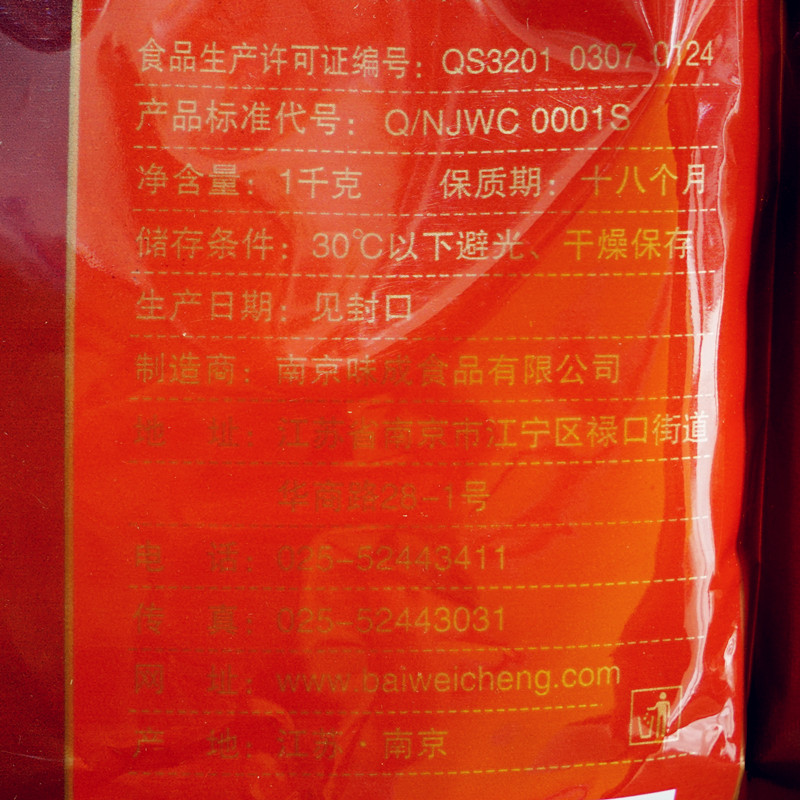 食品生产许可证编号：QS3201 0307 0124
产品标准代号：Q/NJWC 0001S
净含量：1千克 保质期：十八个月
储存条件：30℃以下避光、干燥保存
生产日期：见封口
制造商：南京味成食品有限公司
地 址：江苏省南京市江宁区禄口街道
华商路28-1号
电 话：025-52443411
传 真：025-52443031
网 址：www.baiweicheng.com
产 地：江苏·南京